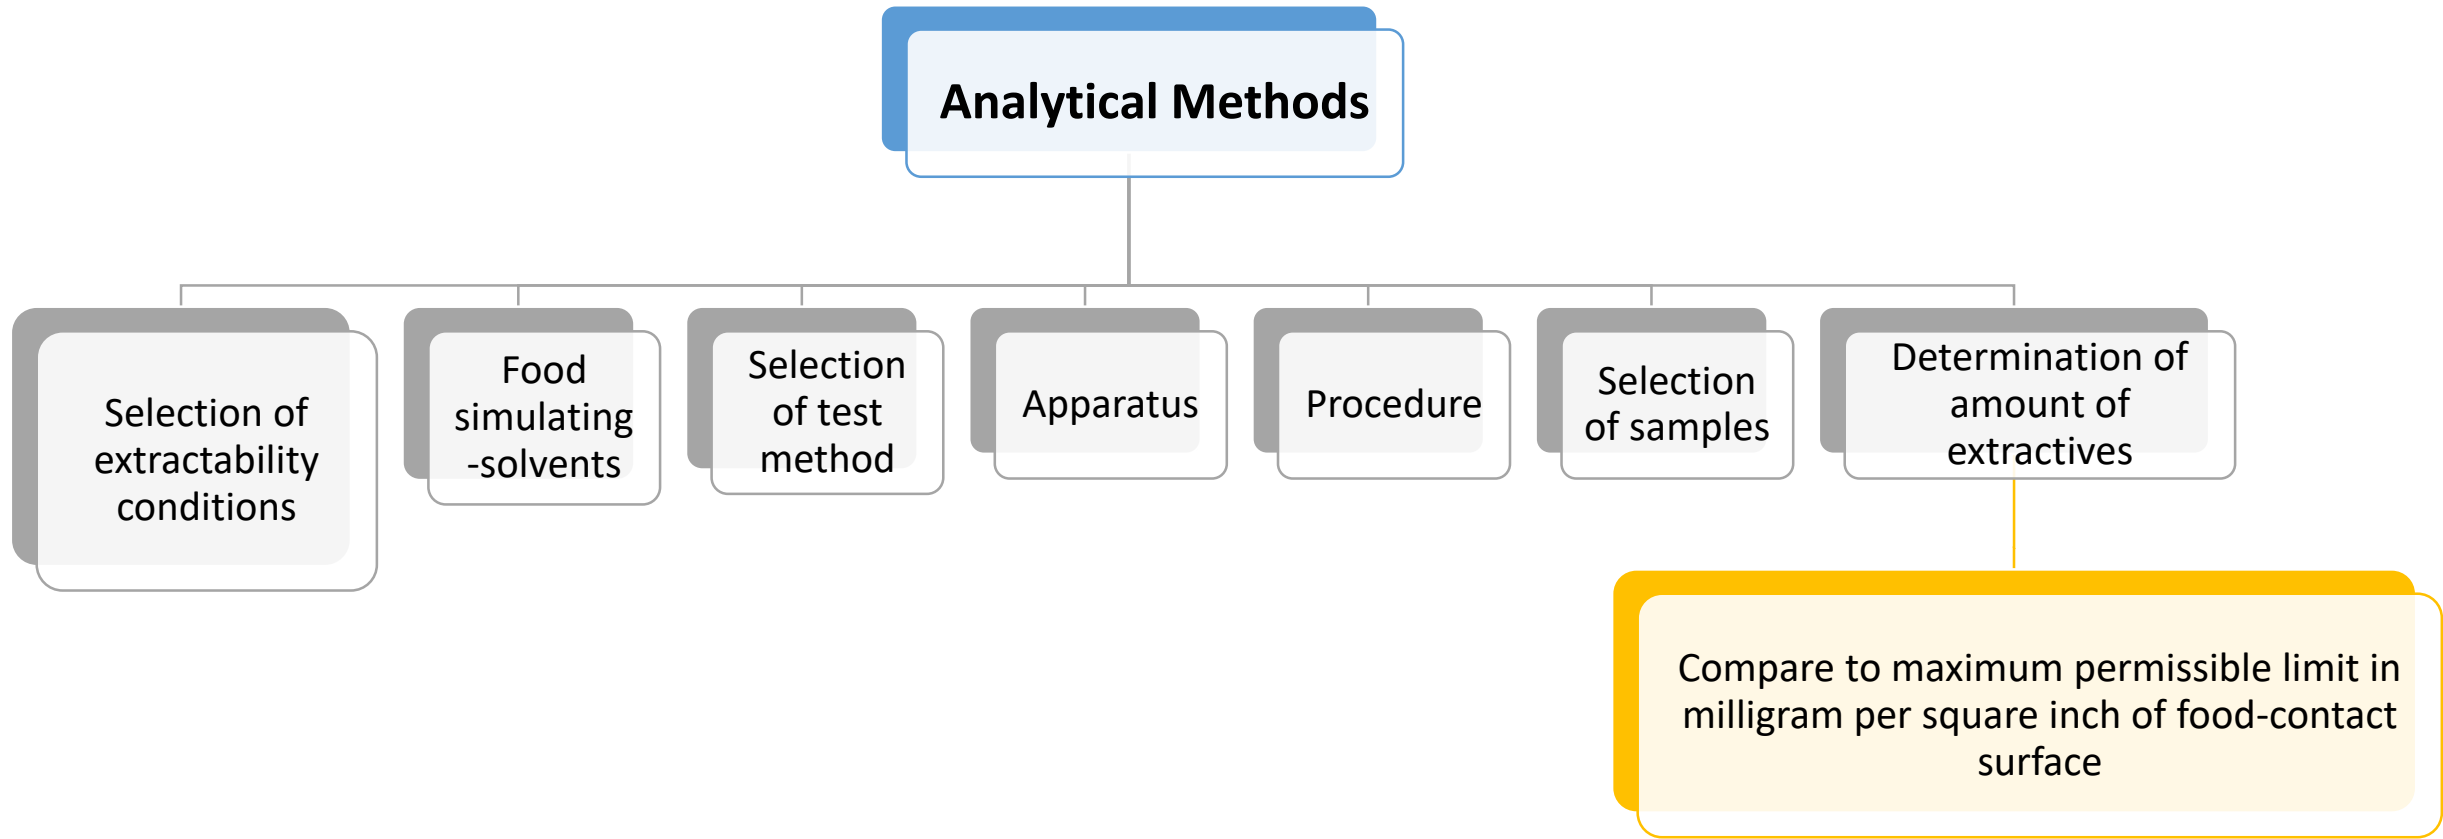 Analytical Methods
Selection of
extractability
conditions
Food
simulating
-solvents
Selection
of test
method
Apparatus
Procedure
Selection
of samples
Determination of
amount of
extractives
Compare to maximum permissible limit in
milligram per square inch of food-contact
surface